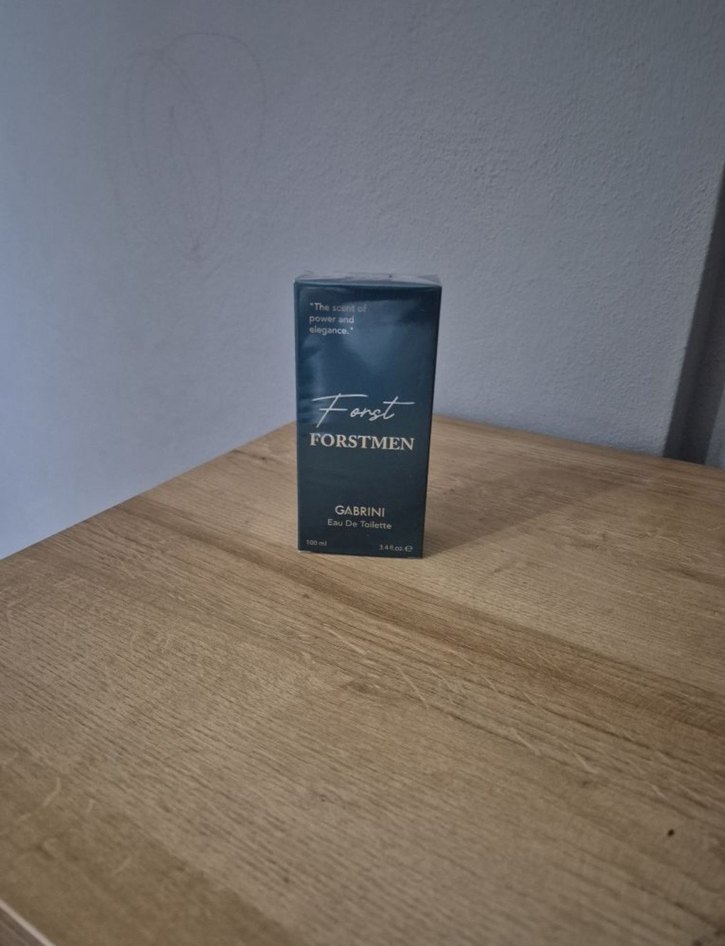 "The scent of
power and
elegance."
Forst
FORSTMEN
GABRINI
Eau De Toilette
100 ml
3.4 fl.oz. ℮